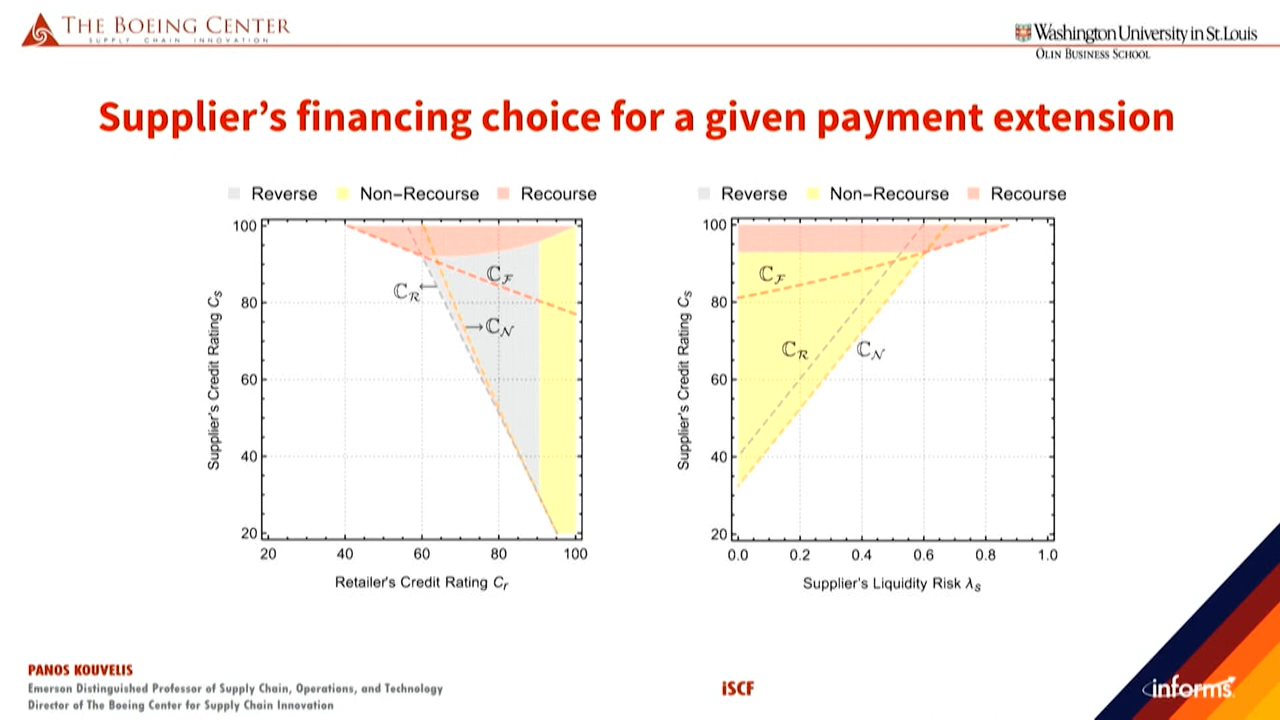 THE BOEING CENTER
SUPPLY CHAIN INNOVATION
Washington University in St. Louis
OLIN BUSINESS SCHOOL
Supplier's financing choice for a given payment extension
Reverse Non-Recourse Recourse
100
80
60
40
20
20 40 60 80 100
Supplier's Credit Rating Cs
Retailer's Credit Rating Cr
CF
CR
CN
Reverse Non-Recourse Recourse
100
80
60
40
20
0.0 0.2 0.4 0.6 0.8 1.0
Supplier's Credit Rating Cs
Supplier's Liquidity Risk λs
CF
CR
CN
PANOS KOUVELIS
Emerson Distinguished Professor of Supply Chain, Operations, and Technology
Director of The Boeing Center for Supply Chain Innovation
iSCF
informs